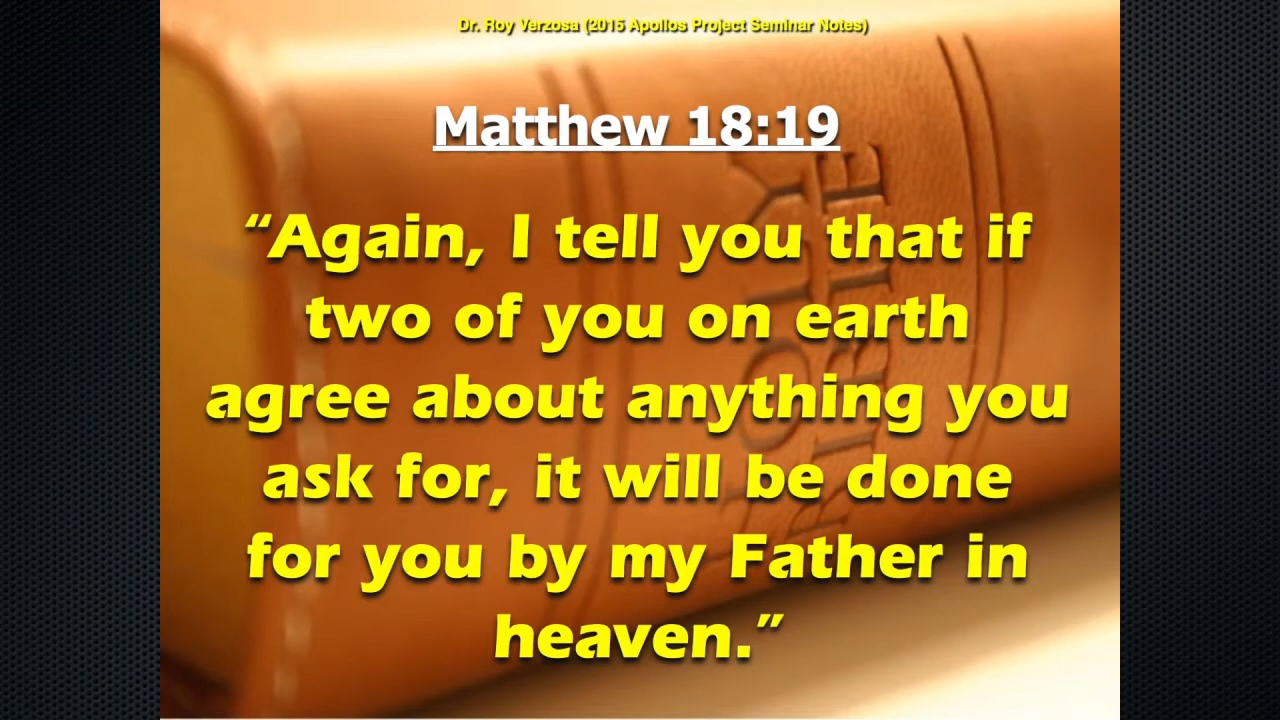 Dr. Roy Verzosa (2015 Apollos Project Seminar Notes)
Matthew 18:19
“Again, I tell you that if
two of you on earth
agree about anything you
ask for, it will be done
for you by my Father in
heaven.”
HOLY
BIBLE